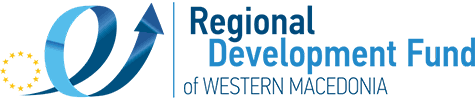 Regional
Development Fund
of WESTERN MACEDONIA